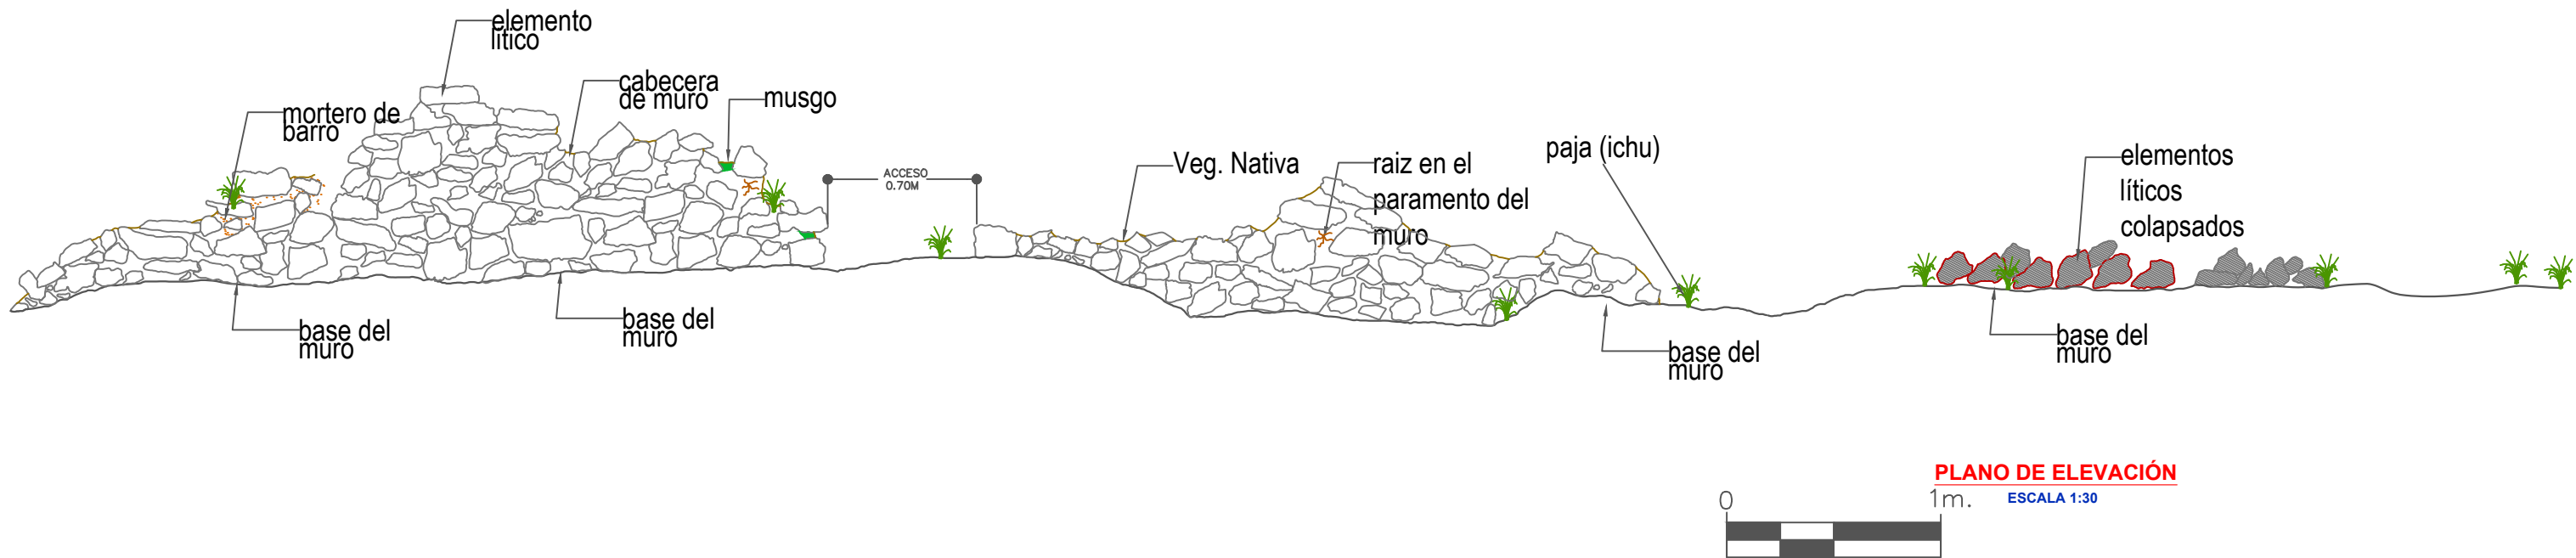 elemento
lítico
cabecera
de muro
mortero de
barro
musgo
ACCESO
0.70M
Veg. Nativa
raiz en el
paramento del
muro
paja (ichu)
elementos
líticos
colapsados
base del
muro
base del
muro
base del
muro
base del
muro
PLANO DE ELEVACIÓN
ESCALA 1:30
0
1m.